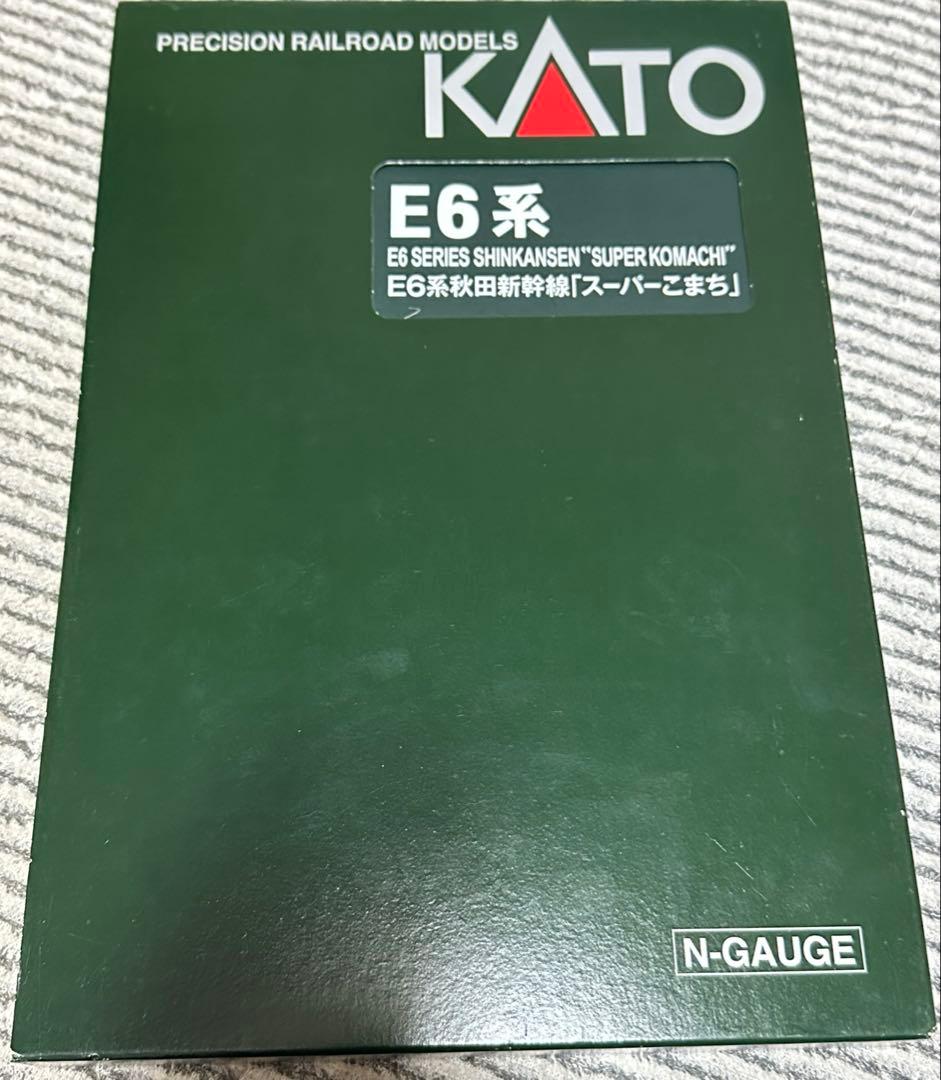 PRECISION RAILROAD MODELS
KATO
E6系
E6 SERIES SHINKANSEN "SUPER KOMACHI"
E6系秋田新幹線「スーパーこまち」
N-GAUGE